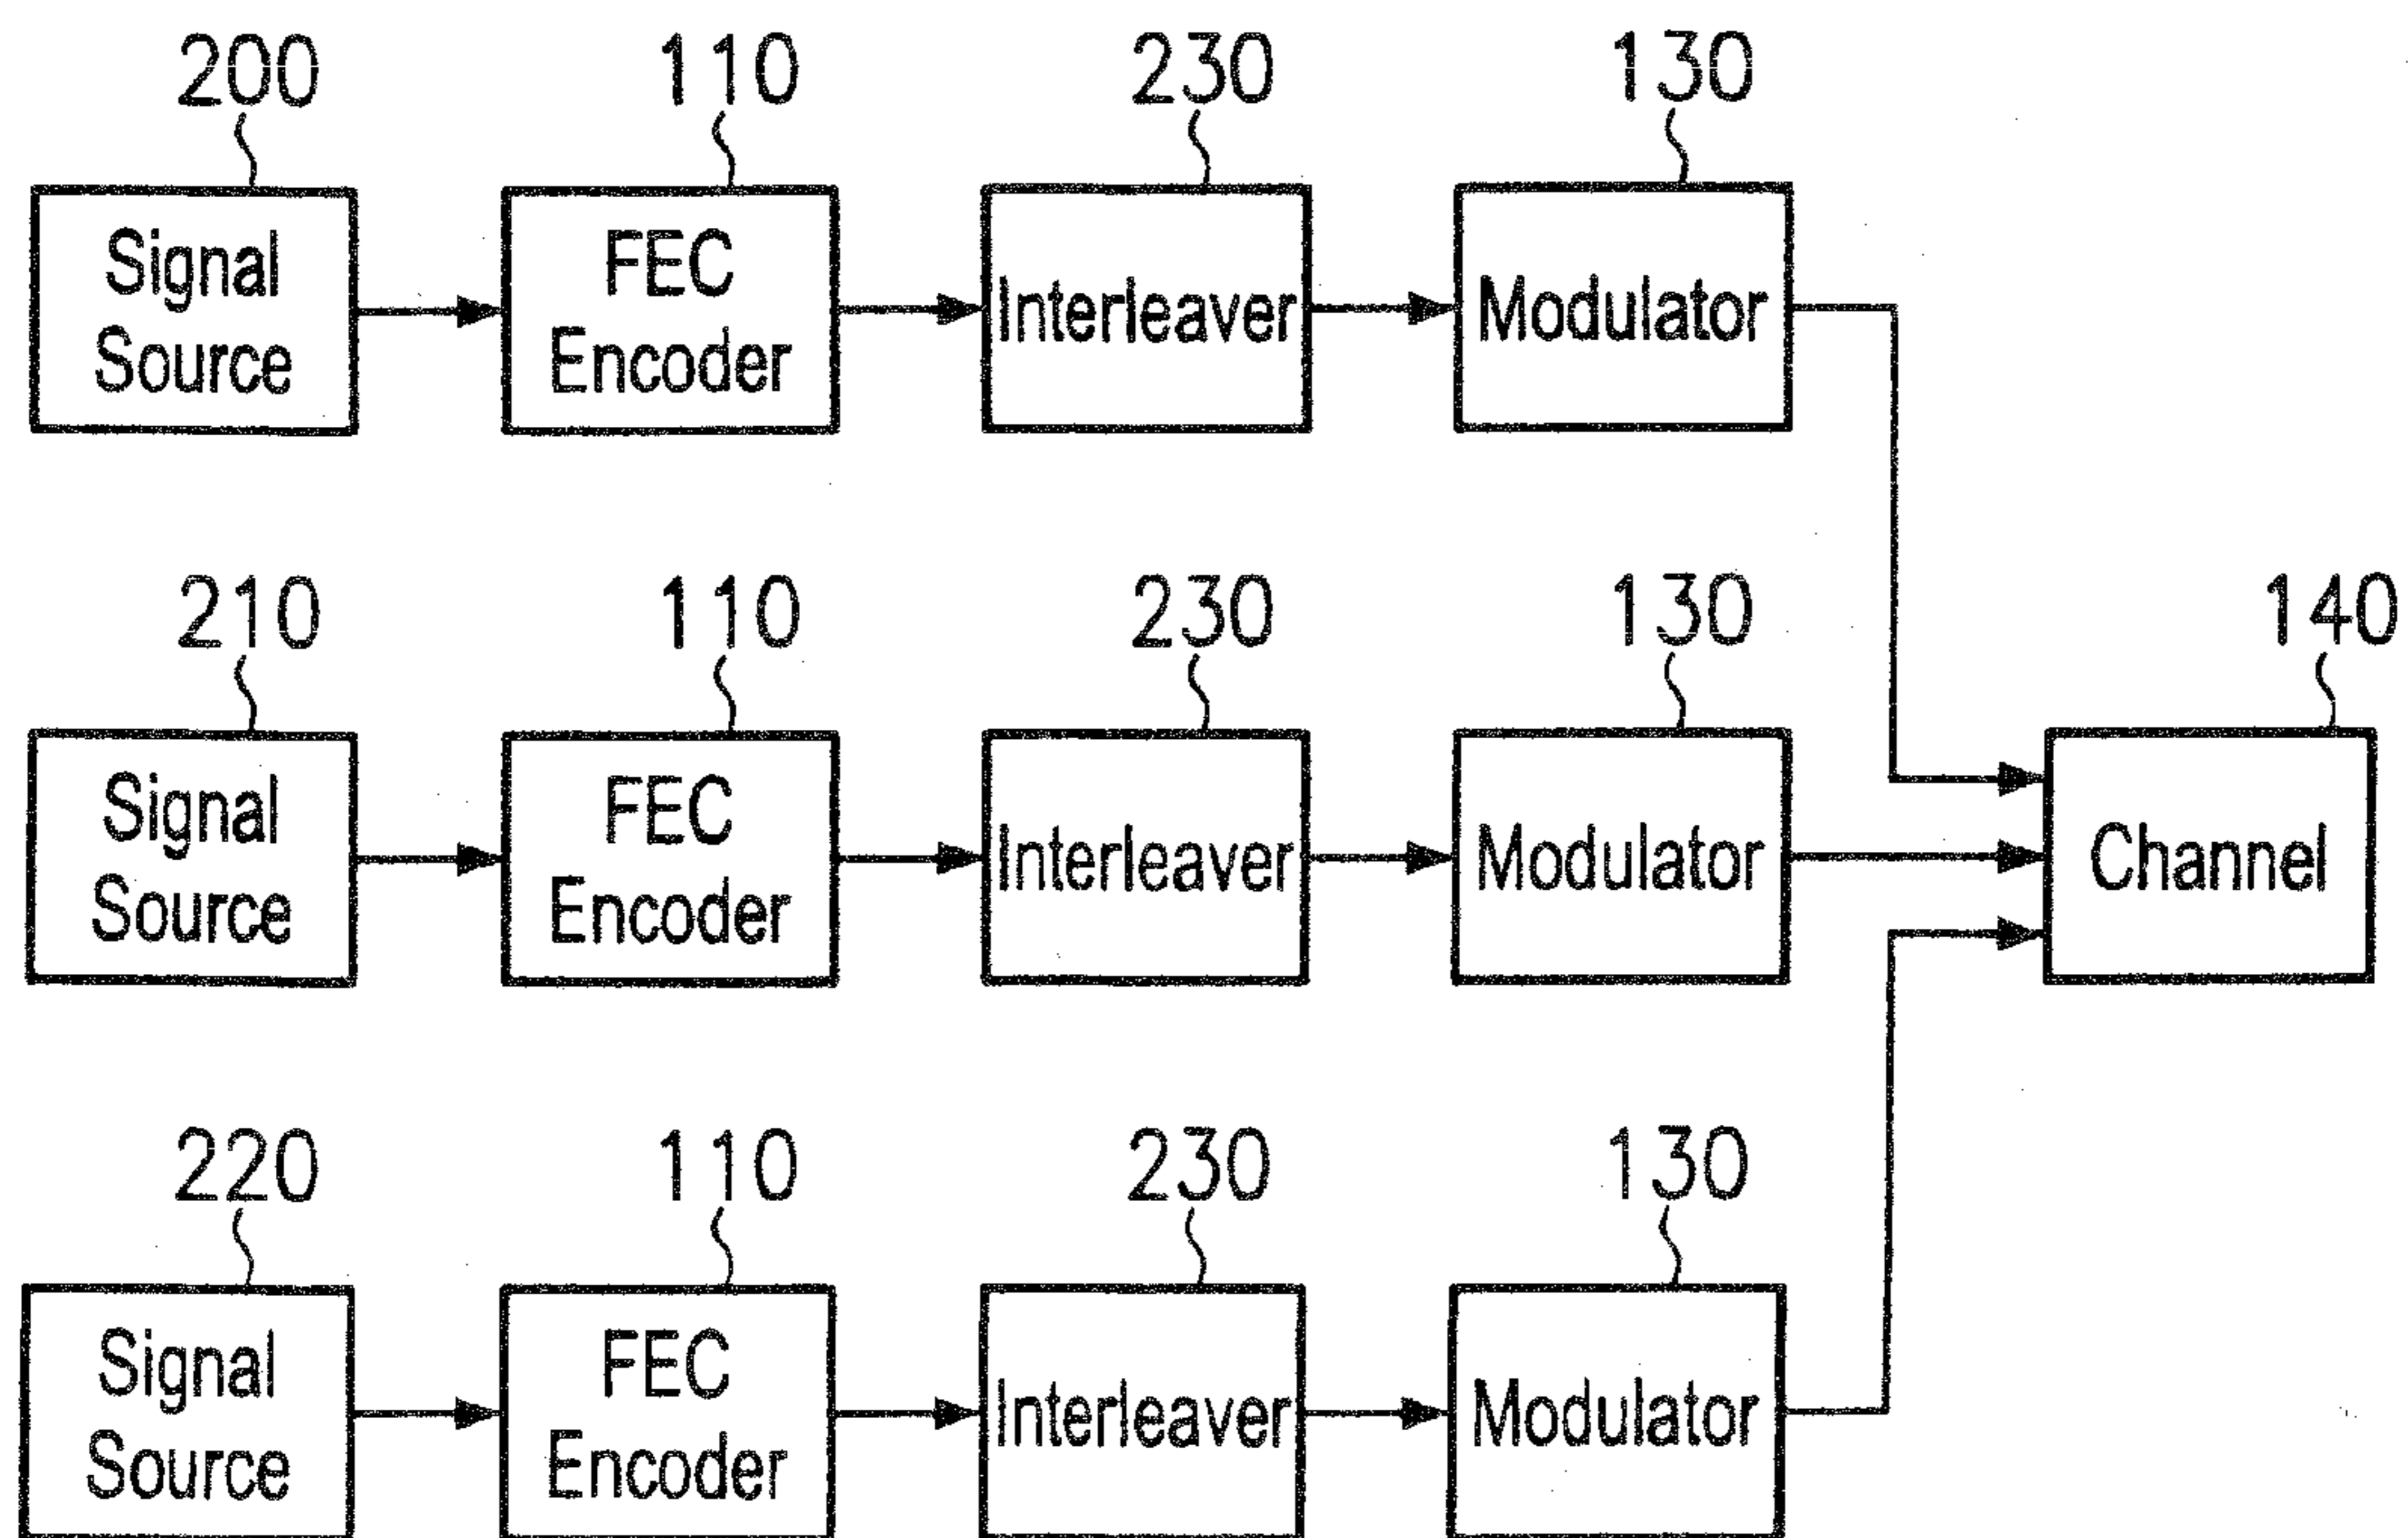 200 110 230 130
Signal Source
FEC Encoder
Interleaver
Modulator
210 110 230 130 140
Signal Source
FEC Encoder
Interleaver
Modulator
Channel
220 110 230 130
Signal Source
FEC Encoder
Interleaver
Modulator